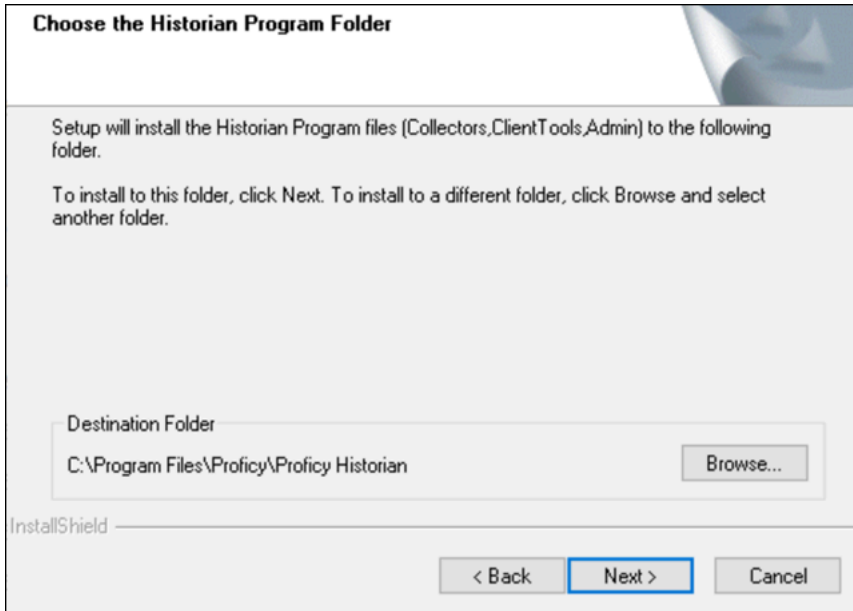 Choose the Historian Program Folder
Setup will install the Historian Program files (Collectors,ClientTools,Admin) to the following
folder.
To install to this folder, click Next. To install to a different folder, click Browse and select
another folder.
Destination Folder
C:\Program Files\Proficy\Proficy Historian
Browse...
InstallShield
< Back
Next >
Cancel